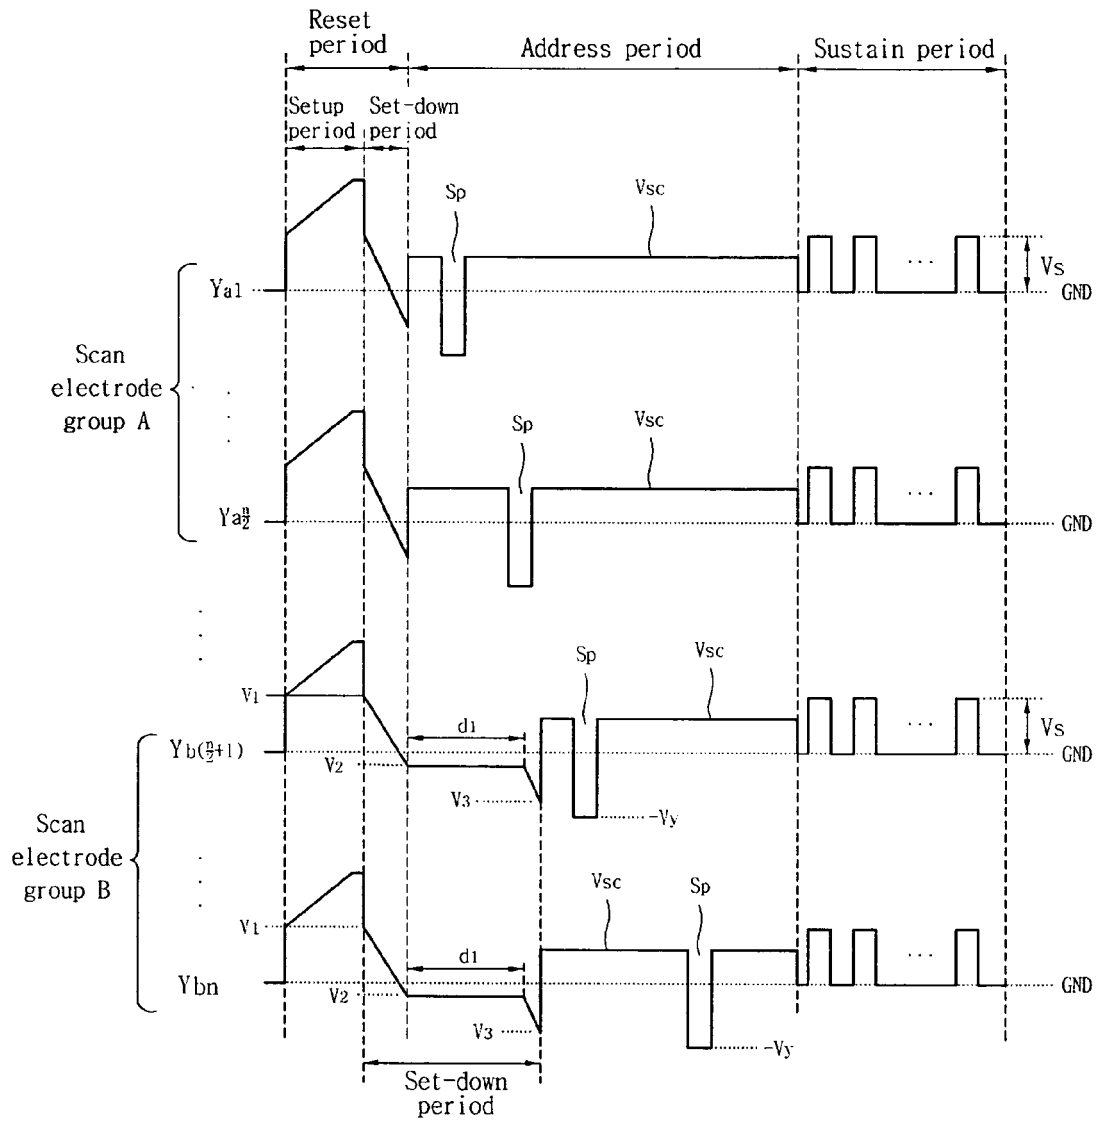 Reset
period
Address period
Sustain period
Setup
period
Set-down
period
Sp
Vsc
Ya1
Vs
GND
Scan
electrode
group A
Sp
Vsc
Yan/2
GND
Sp
Vsc
V1
d1
Yb(n/2+1)
V2
V3
-Vy
Vs
GND
Scan
electrode
group B
Vsc
Sp
V1
d1
Ybn
V2
V3
-Vy
GND
Set-down
period